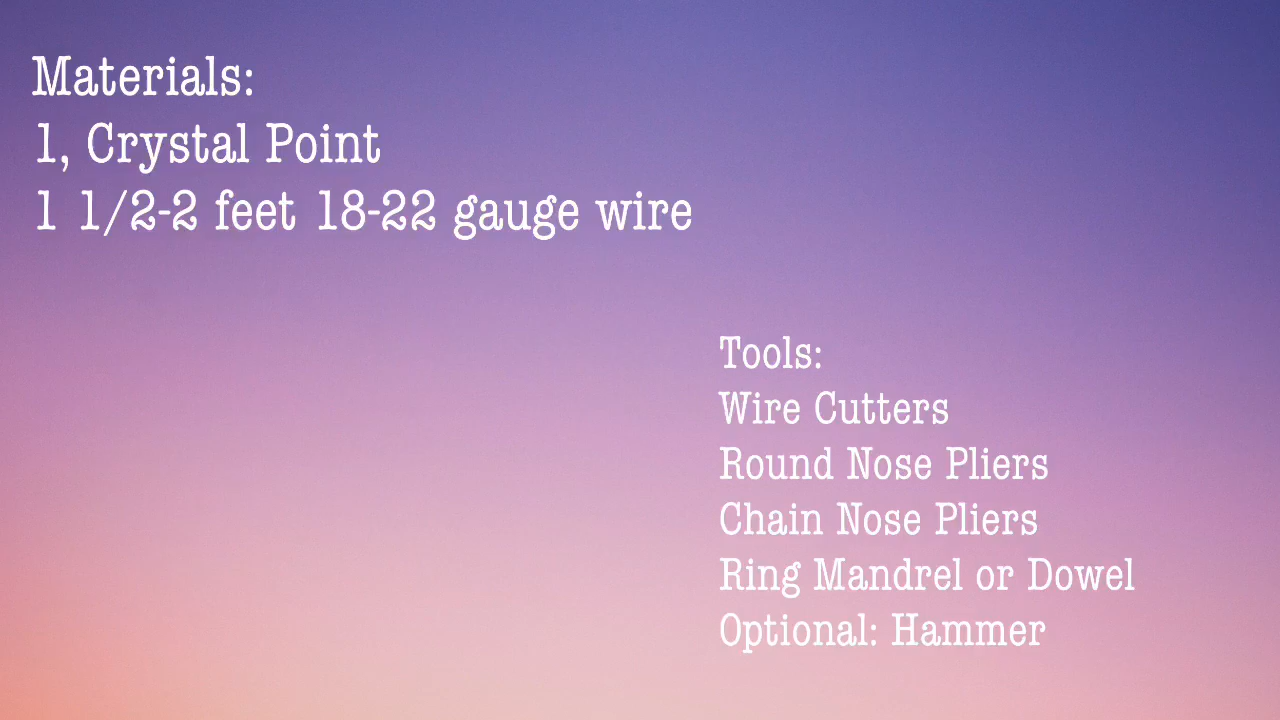 Materials:
1, Crystal Point
1 1/2-2 feet 18-22 gauge wire
Tools:
Wire Cutters
Round Nose Pliers
Chain Nose Pliers
Ring Mandrel or Dowel
Optional: Hammer